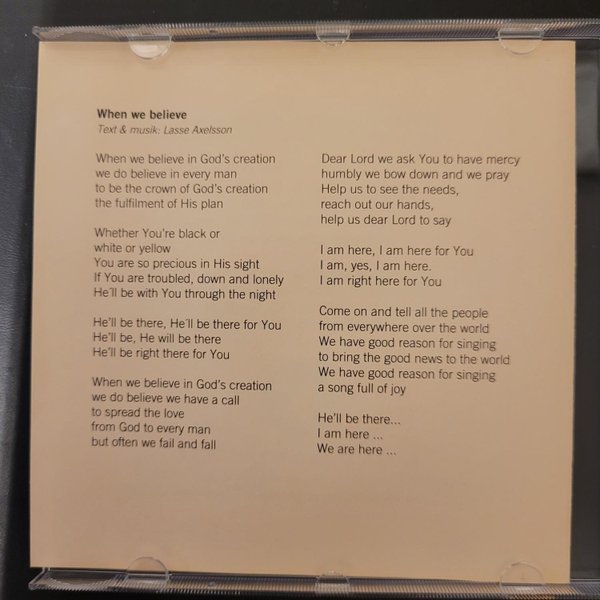 When we believe
Text & musik: Lasse Axelsson
When we believe in God's creation
we do believe in every man
to be the crown of God's creation
the fulfilment of His plan
Whether You're black or
white or yellow
You are so precious in His sight
If You are troubled, down and lonely
He´ll be with You through the night
He'll be there, He´ll be there for You
He'll be, He will be there
He'll be right there for You
When we believe in God's creation
we do believe we have a call
to spread the love
from God to every man
but often we fail and fall
Dear Lord we ask You to have mercy
humbly we bow down and we pray
Help us to see the needs,
reach out our hands,
help us dear Lord to say
I am here, I am here for You
I am, yes, I am here.
I am right here for You
Come on and tell all the people
from everywhere over the world
We have good reason for singing
to bring the good news to the world
We have good reason for singing
a song full of joy
He'll be there...
I am here ...
We are here ...